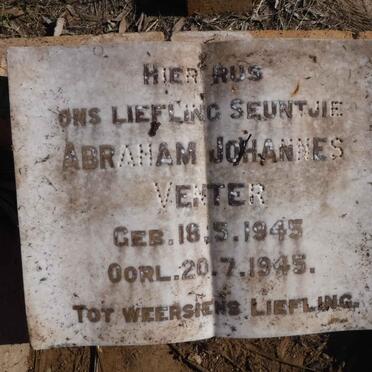 HIER RUS
ONS LIEFLING SEUNTJIE
ABRAHAM JOHANNES
VENTER
GEB. 18.5.1945
OORL. 20.7.1945.
TOT WEERSIENS LIEFLING.